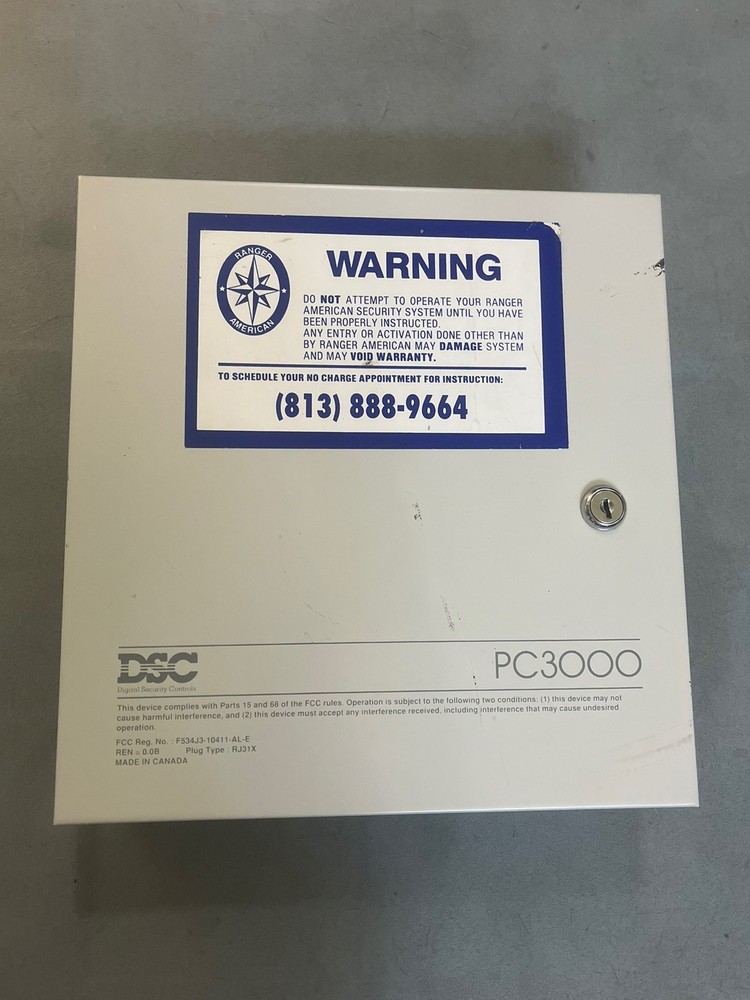 RANGER
AMERICAN
WARNING
DO NOT ATTEMPT TO OPERATE YOUR RANGER
AMERICAN SECURITY SYSTEM UNTIL YOU HAVE
BEEN PROPERLY INSTRUCTED.
ANY ENTRY OR ACTIVATION DONE OTHER THAN
BY RANGER AMERICAN MAY DAMAGE SYSTEM
AND MAY VOID WARRANTY.
TO SCHEDULE YOUR NO CHARGE APPOINTMENT FOR INSTRUCTION:
(813) 888-9664
DSC
Digital Security Controls
PC3000
This device complies with Parts 15 and 68 of the FCC rules. Operation is subject to the following two conditions: (1) this device may not
cause harmful interference, and (2) this device must accept any interference received, including interference that may cause undesired
operation.
FCC Reg. No. : F534J3-10411-AL-E
REN = 0.0B Plug Type : RJ31X
MADE IN CANADA